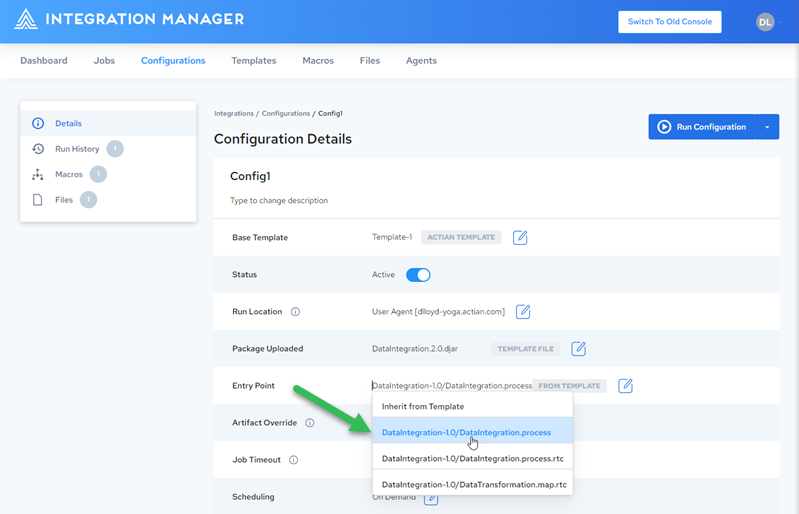 INTEGRATION MANAGER
Switch To Old Console
DL
Dashboard Jobs Configurations Templates Macros Files Agents
Details
Run History 1
Macros 1
Files 1
Integrations / Configurations / Config1
Configuration Details
Run Configuration
Config1
Type to change description
Base Template Template-1 ACTIAN TEMPLATE
Status Active
Run Location User Agent [dlloyd-yoga.actian.com]
Package Uploaded DataIntegration.2.0.djar TEMPLATE FILE
Entry Point DataIntegration-1.0/DataIntegration.process FROM TEMPLATE
Inherit from Template
Artifact Override
DataIntegration-1.0/DataIntegration.process
Job Timeout
DataIntegration-1.0/DataIntegration.process.rtc
DataIntegration-1.0/DataTransformation.map.rtc
Scheduling On Demand